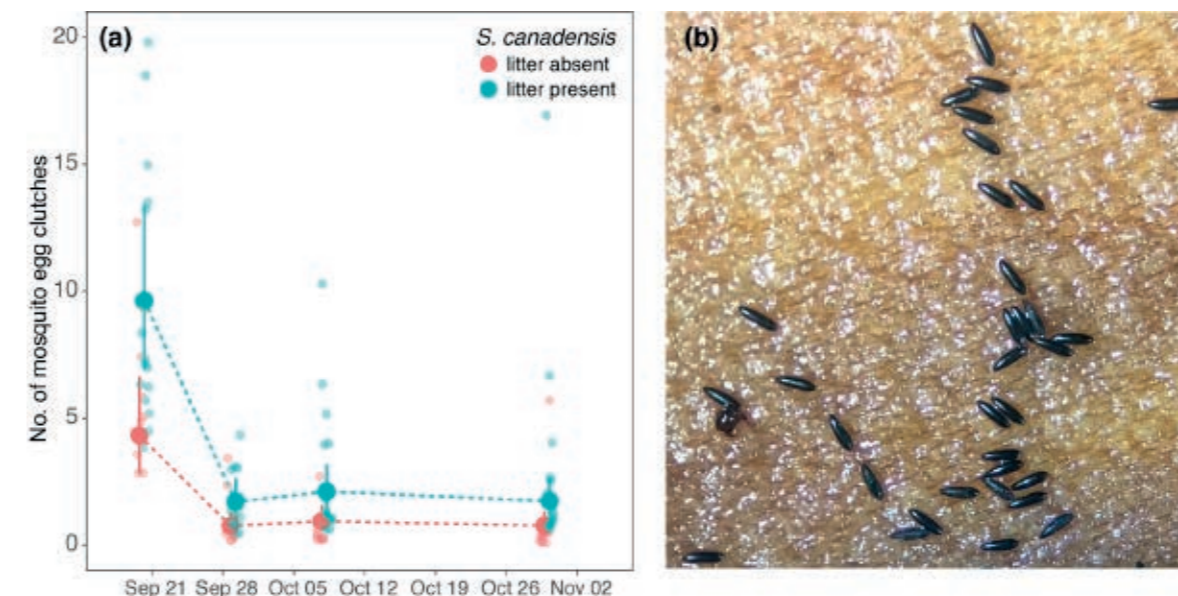 (a)
S. canadensis
litter absent
litter present
No. of mosquito egg clutches
20
15
10
5
0
Sep 21 Sep 28 Oct 05 Oct 12 Oct 19 Oct 26 Nov 02
(b)